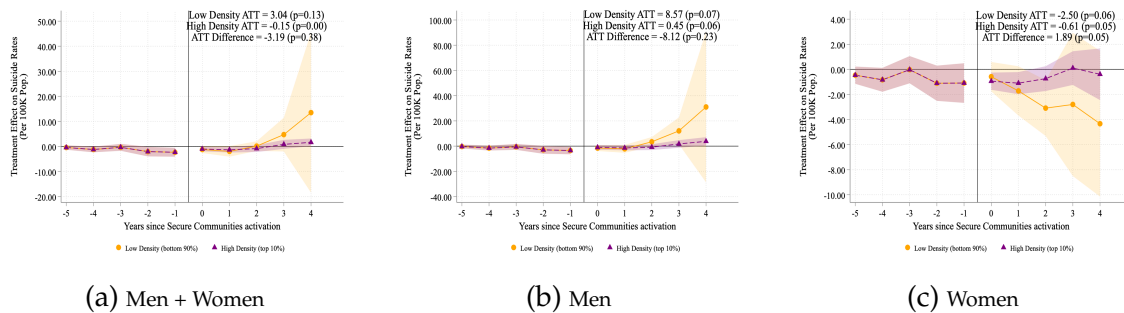 Low Density ATT = 3.04 (p=0.13)
High Density ATT = -0.15 (p=0.00)
ATT Difference = -3.19 (p=0.38)
Treatment Effect on Suicide Rates
(Per 100K Pop.)
50.00
40.00
30.00
20.00
10.00
0.00
-10.00
-20.00
-5 -4 -3 -2 -1 0 1 2 3 4
Years since Secure Communities activation
Low Density (bottom 90%) High Density (top 10%)
(a) Men + Women
Low Density ATT = 8.57 (p=0.07)
High Density ATT = 0.45 (p=0.06)
ATT Difference = -8.12 (p=0.23)
Treatment Effect on Suicide Rates
(Per 100K Pop.)
100.00
80.00
60.00
40.00
20.00
0.00
-20.00
-40.00
-5 -4 -3 -2 -1 0 1 2 3 4
Years since Secure Communities activation
Low Density (bottom 90%) High Density (top 10%)
(b) Men
Low Density ATT = -2.50 (p=0.06)
High Density ATT = -0.61 (p=0.05)
ATT Difference = 1.89 (p=0.05)
Treatment Effect on Suicide Rates
(Per 100K Pop.)
4.00
2.00
0.00
-2.00
-4.00
-6.00
-8.00
-10.00
-5 -4 -3 -2 -1 0 1 2 3 4
Years since Secure Communities activation
Low Density (bottom 90%) High Density (top 10%)
(c) Women